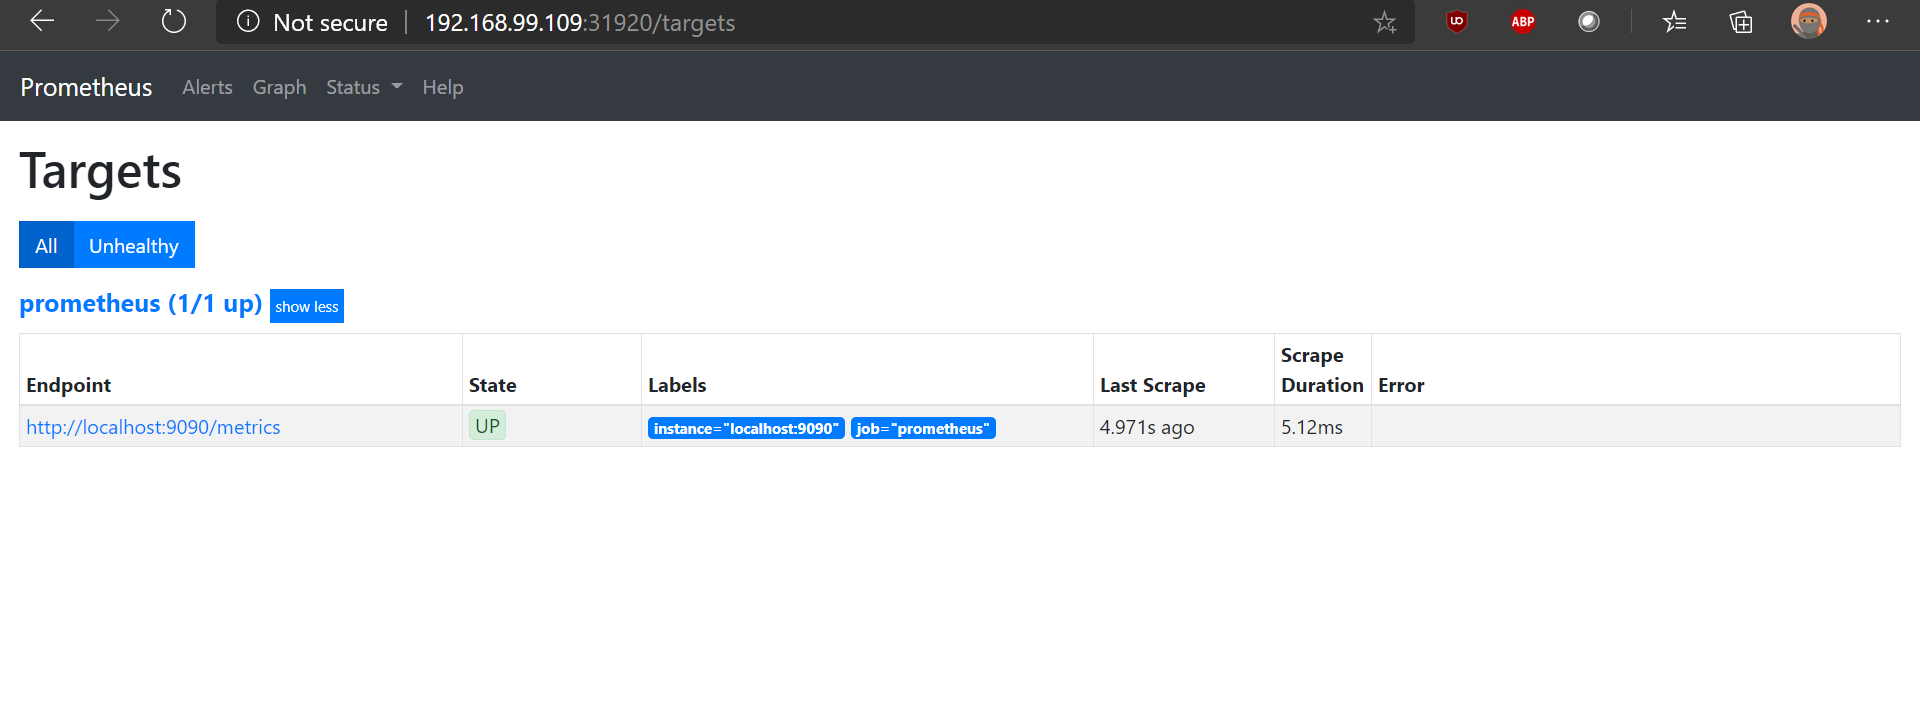 Not secure | 192.168.99.109:31920/targets
ABP
Prometheus Alerts Graph Status Help
Targets
All Unhealthy
prometheus (1/1 up) show less
Endpoint State Labels Last Scrape Scrape Duration Error
http://localhost:9090/metrics UP instance="localhost:9090" job="prometheus" 4.971s ago 5.12ms